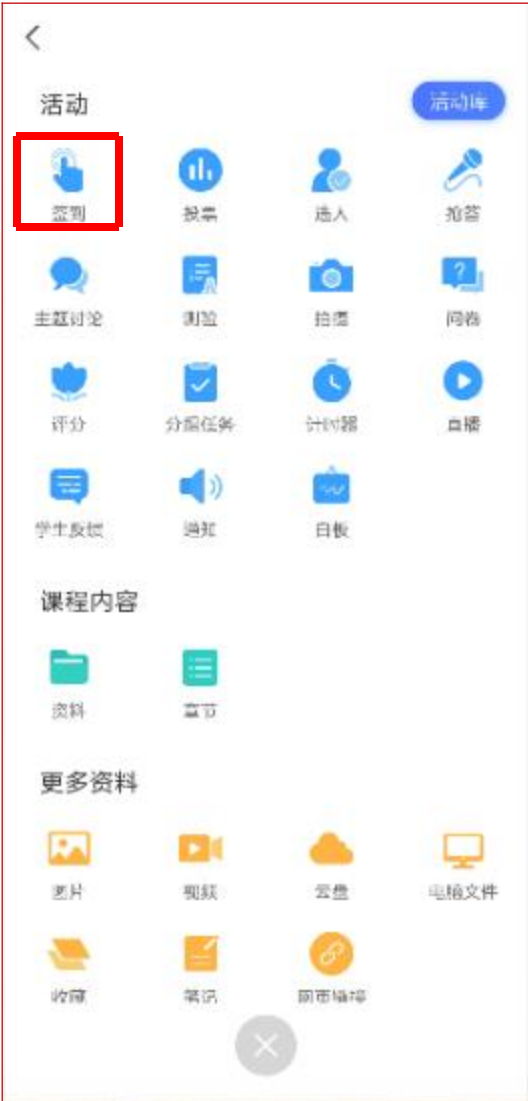 活动
活动库
签到 投票 选人 抢答
主题讨论 测验 拍摄 问卷
评分 分组任务 计时器 直播
学生反馈 通知 白板
课程内容
资料 章节
更多资料
图片 视频 云盘 电脑文件
收藏 笔记 网页链接